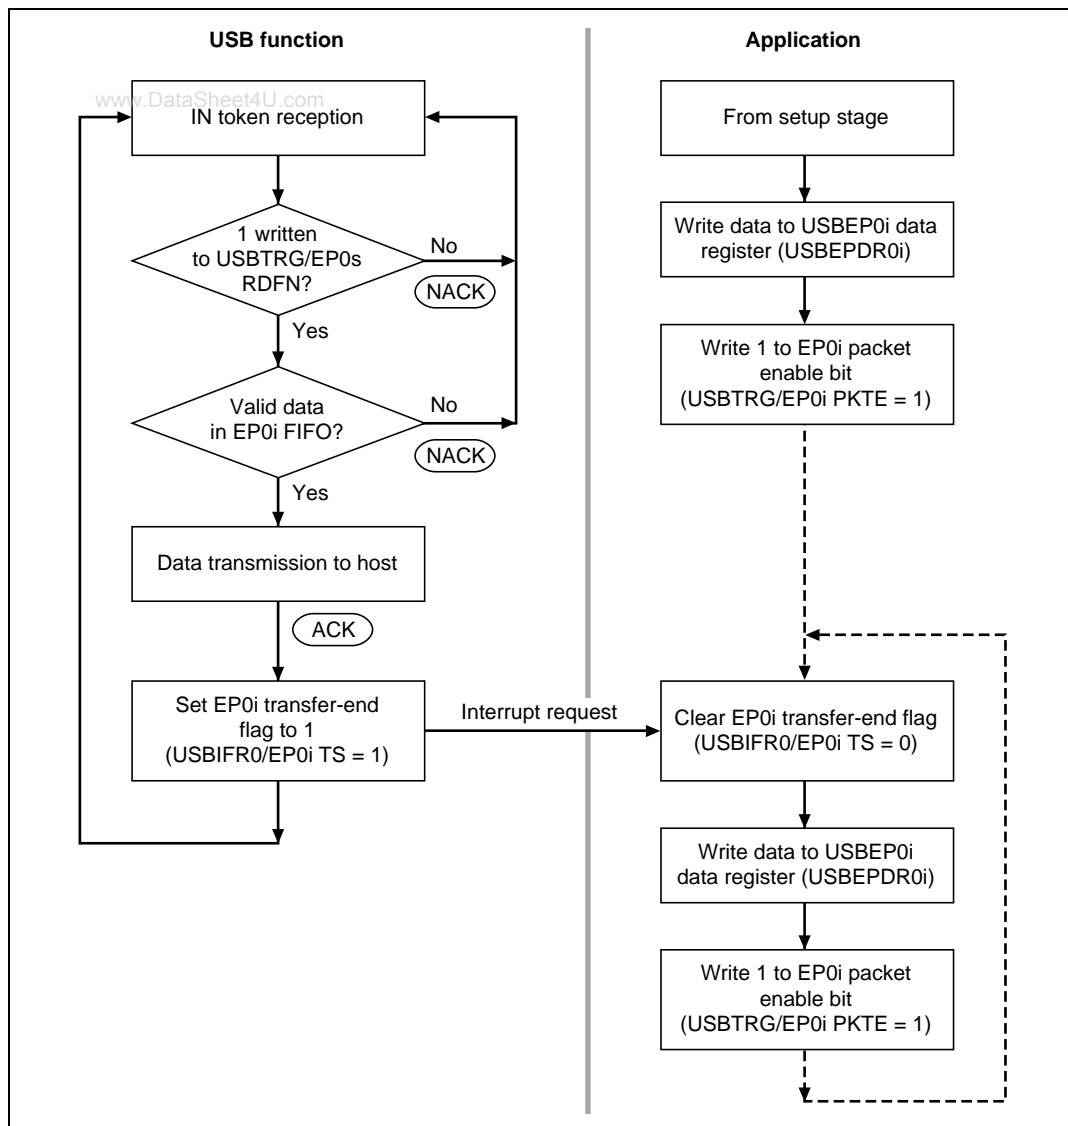 USB function
Application
www.DataSheet4U.com
IN token reception
From setup stage
1 written
to USBTRG/EP0s
RDFN?
No
NACK
Yes
Write data to USBEP0i data
register (USBEPDR0i)
Write 1 to EP0i packet
enable bit
(USBTRG/EP0i PKTE = 1)
Valid data
in EP0i FIFO?
No
NACK
Yes
Data transmission to host
ACK
Set EP0i transfer-end
flag to 1
(USBIFR0/EP0i TS = 1)
Interrupt request
Clear EP0i transfer-end flag
(USBIFR0/EP0i TS = 0)
Write data to USBEP0i
data register (USBEPDR0i)
Write 1 to EP0i packet
enable bit
(USBTRG/EP0i PKTE = 1)